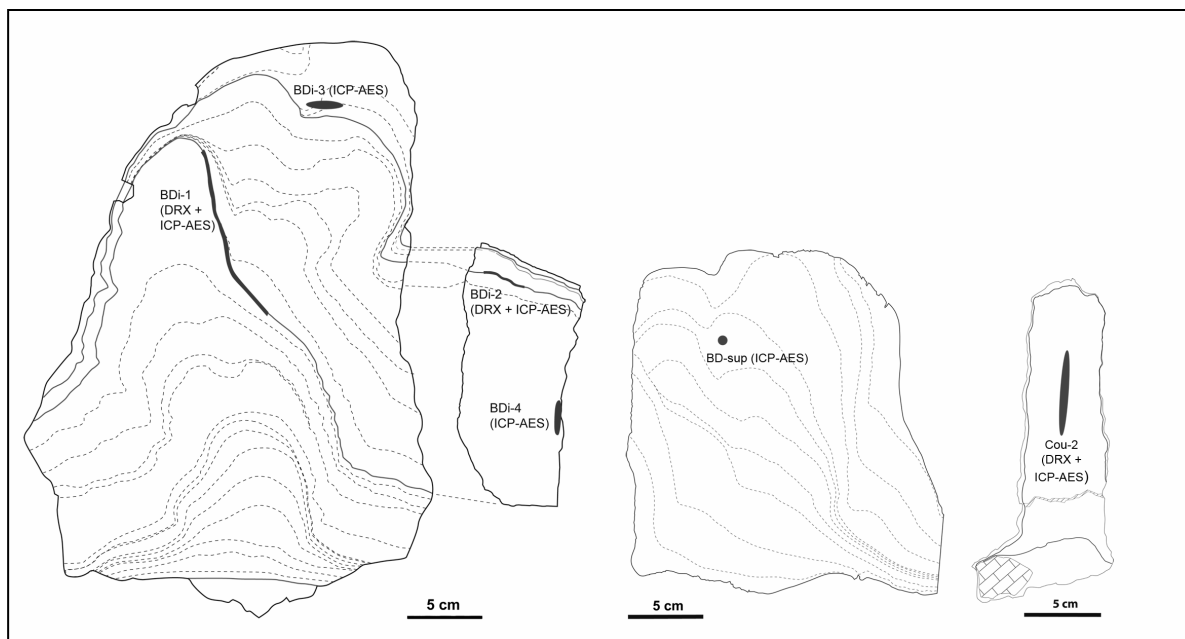 BDi-3 (ICP-AES)
BDi-1
(DRX +
ICP-AES)
BDi-2
(DRX + ICP-AES)
BDi-4
(ICP-AES)
BD-sup (ICP-AES)
Cou-2
(DRX +
ICP-AES)
5 cm
5 cm
5 cm